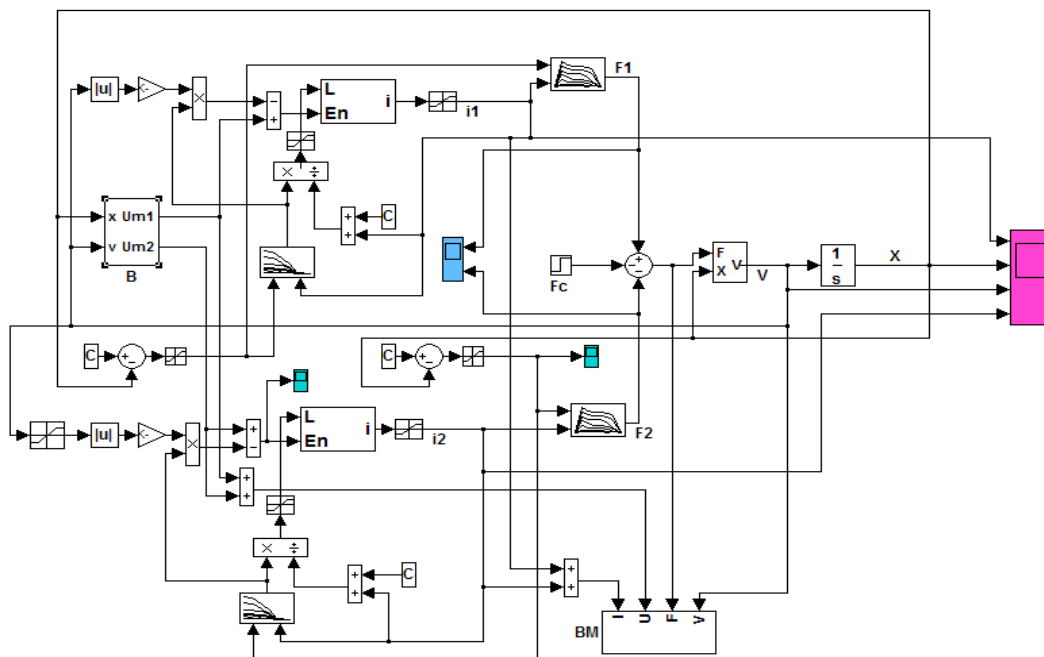 F1
|u|
K-
×
−
+
L
En
i
i1
× ÷
+
+
C
x Um1
v Um2
B
Fc
+
−
−
F
X
V
V
1
s
X
C
+
−
C
+
−
|u|
K-
×
+
−
L
En
i
i2
F2
+
+
× ÷
+
+
C
+
+
I
U
F
V
BM